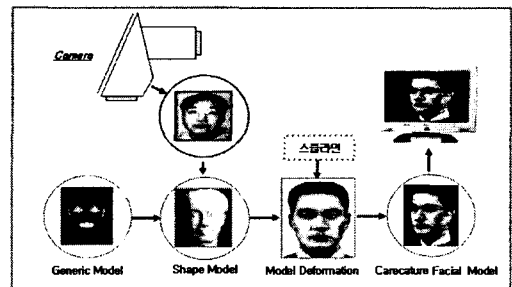 Camera
스플라인
Generic Model
Shape Model
Model Deformation
Carecature Facial Model